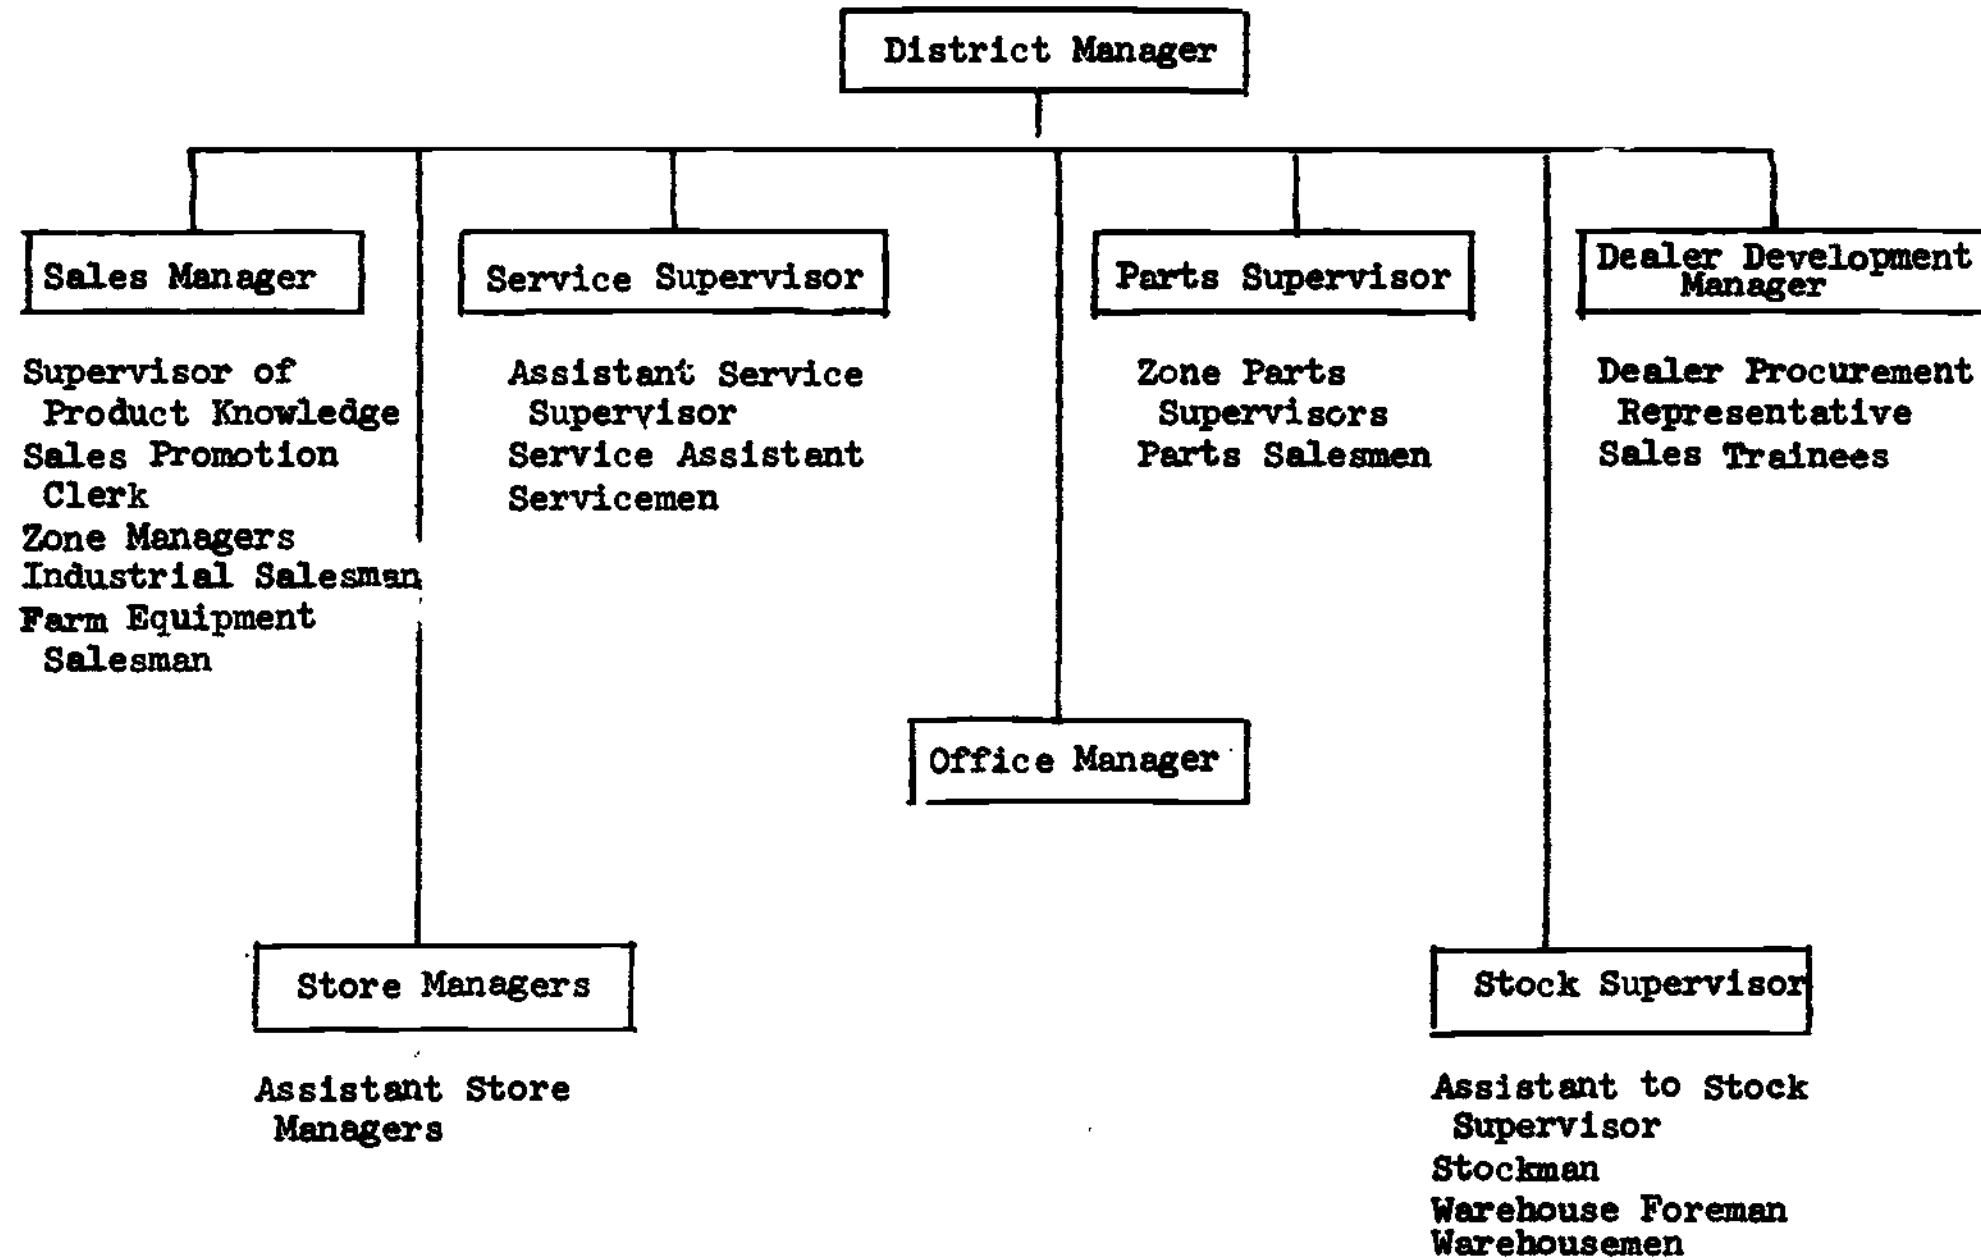 District Manager
Sales Manager
Service Supervisor
Parts Supervisor
Dealer Development
Manager
Supervisor of
Product Knowledge
Sales Promotion
Clerk
Zone Managers
Industrial Salesman
Farm Equipment
Salesman
Assistant Service
Supervisor
Service Assistant
Servicemen
Zone Parts
Supervisors
Parts Salesmen
Dealer Procurement
Representative
Sales Trainees
Office Manager
Store Managers
Assistant Store
Managers
Stock Supervisor
Assistant to Stock
Supervisor
Stockman
Warehouse Foreman
Warehousemen